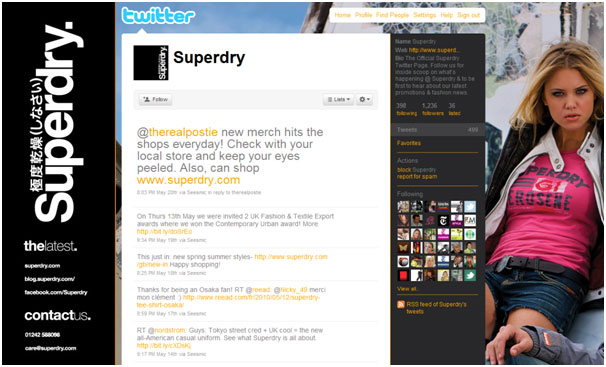 Superdry.
極度乾燥(しなさい)
thelatest.
superdry.com
blog.superdry.com/
facebook.com/Superdry
contactus.
01242 588098
care@superdry.com
twitter
Home Profile Find People Settings Help Sign out
Superdry
Follow
Lists
@therealpostie new merch hits the
shops everyday! Check with your
local store and keep your eyes
peeled. Also, can shop
www.superdry.com
8:03 PM May 20th via Seesmic in reply to therealpostie
On Thurs 13th May we were invited 2 UK Fashion & Textile Export
awards where we won the Contemporary Urban award! More
9:34 PM May 19th via Seesmic
This just in: new spring summer styles- http://www.superdry.com
/gb/new-in Happy shopping!
8:25 PM May 18th via Seesmic
Thanks for being an Osaka fan! RT @reead: @Nicky_49 merci
mon clément :) http://www.reead.com/fr/2010/05/12/superdry-
tee-shirt-osaka/
8:59 PM May 17th via Seesmic
RT @nordstrom: Guys: Tokyo street cred + UK cool = the new
all-American casual uniform. See what Superdry is all about.
9:17 PM May 14th via Seesmic
Name Superdry
Web http://www.superd...
Bio The Official Superdry
Twitter Page. Follow us for
inside scoop on what's
happening @ Superdry & to be
first to hear about our latest
promotions & fashion news.
398 1,236 36
following followers listed
Tweets 495
Favorites
Actions
block Superdry
report for spam
Following
View all...
RSS feed of Superdry's
tweets
SUPERDRY